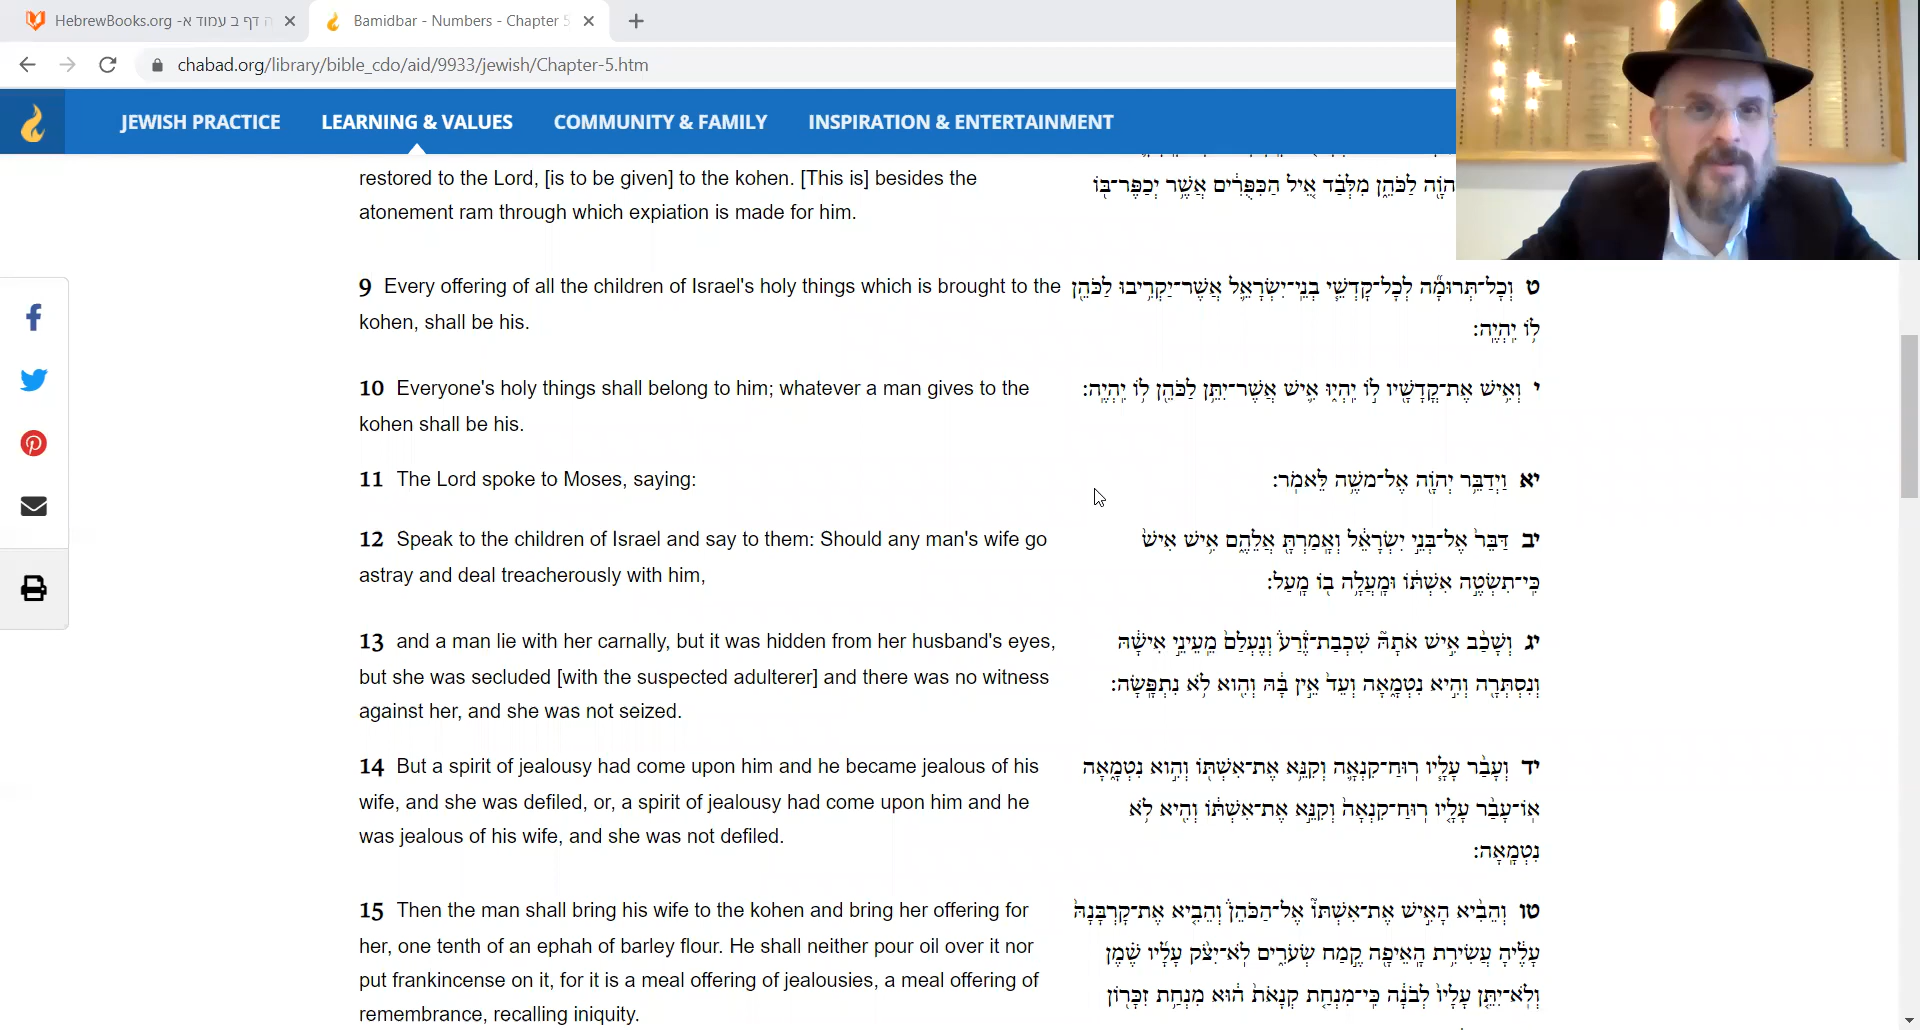 HebrewBooks.org -ה דף ב עמוד א
Bamidbar - Numbers - Chapter 5
chabad.org/library/bible_cdo/aid/9933/jewish/Chapter-5.htm
JEWISH PRACTICE LEARNING & VALUES COMMUNITY & FAMILY INSPIRATION & ENTERTAINMENT
restored to the Lord, [is to be given] to the kohen. [This is] besides the
atonement ram through which expiation is made for him.
לַכֹּהֵ֑ן מִלְּבַ֗ד אֵ֚יל הַכִּפֻּרִ֔ים אֲשֶׁ֥ר יְכַפֶּר־בּ֖וֹ
9 Every offering of all the children of Israel's holy things which is brought to the
kohen, shall be his.
ט וְכָל־תְּרוּמָ֞ה לְכָל־קָדְשֵׁ֧י בְנֵֽי־יִשְׂרָאֵ֛ל אֲשֶׁר־יַקְרִ֥יבוּ לַכֹּהֵ֖ן
ל֥וֹ יִֽהְיֶֽה:
10 Everyone's holy things shall belong to him; whatever a man gives to the
kohen shall be his.
י וְאִ֥ישׁ אֶת־קֳדָשָׁ֖יו ל֣וֹ יִֽהְי֑וּ אִ֛ישׁ אֲשֶׁר־יִתֵּ֥ן לַכֹּהֵ֖ן ל֥וֹ יִֽהְיֶֽה:
11 The Lord spoke to Moses, saying:
יא וַיְדַבֵּ֥ר יְהֹוָ֖ה אֶל־משֶׁ֥ה לֵּאמֹֽר:
12 Speak to the children of Israel and say to them: Should any man's wife go
astray and deal treacherously with him,
יב דַּבֵּר֙ אֶל־בְּנֵ֣י יִשְׂרָאֵ֔ל וְאָֽמַרְתָּ֖ אֲלֵהֶ֑ם אִ֥ישׁ אִישׁ֙
כִּֽי־תִשְׂטֶ֣ה אִשְׁתּ֔וֹ וּמָֽעֲלָ֥ה ב֖וֹ מָֽעַל:
13 and a man lie with her carnally, but it was hidden from her husband's eyes,
but she was secluded [with the suspected adulterer] and there was no witness
against her, and she was not seized.
יג וְשָׁכַ֨ב אִ֣ישׁ אֹתָהּ֘ שִׁכְבַת־זֶ֒רַע֒ וְנֶעְלַם֙ מֵֽעֵינֵ֣י אִישָׁ֔הּ
וְנִסְתְּרָ֖ה וְהִ֣יא נִטְמָ֑אָה וְעֵד֙ אֵ֣ין בָּ֔הּ וְהִ֖וא לֹ֥א נִתְפָּֽשָׂה:
14 But a spirit of jealousy had come upon him and he became jealous of his
wife, and she was defiled, or, a spirit of jealousy had come upon him and he
was jealous of his wife, and she was not defiled.
יד וְעָבַ֨ר עָלָ֧יו רֽוּחַ־קִנְאָ֛ה וְקִנֵּ֥א אֶת־אִשְׁתּ֖וֹ וְהִ֣וא נִטְמָ֑אָה
אֽוֹ־עָבַ֨ר עָלָ֤יו רֽוּחַ־קִנְאָה֙ וְקִנֵּ֣א אֶת־אִשְׁתּ֔וֹ וְהִ֖יא לֹ֥א
נִטְמָֽאָה:
15 Then the man shall bring his wife to the kohen and bring her offering for
her, one tenth of an ephah of barley flour. He shall neither pour oil over it nor
put frankincense on it, for it is a meal offering of jealousies, a meal offering of
remembrance, recalling iniquity.
טו וְהֵבִ֨יא הָאִ֣ישׁ אֶת־אִשְׁתּוֹ֘ אֶל־הַכֹּהֵן֒ וְהֵבִ֤יא אֶת־קָרְבָּנָהּ֙
עָלֶ֔יהָ עֲשִׂירִ֥ת הָֽאֵיפָ֖ה קֶ֣מַח שְׂעֹרִ֑ים לֹֽא־יִצֹ֨ק עָלָ֜יו שֶׁ֗מֶן
וְלֹֽא־יִתֵּ֤ן עָלָיו֙ לְבֹנָ֔ה כִּֽי־מִנְחַ֤ת קְנָאֹת֙ ה֔וּא מִנְחַ֥ת זִכָּר֖וֹן